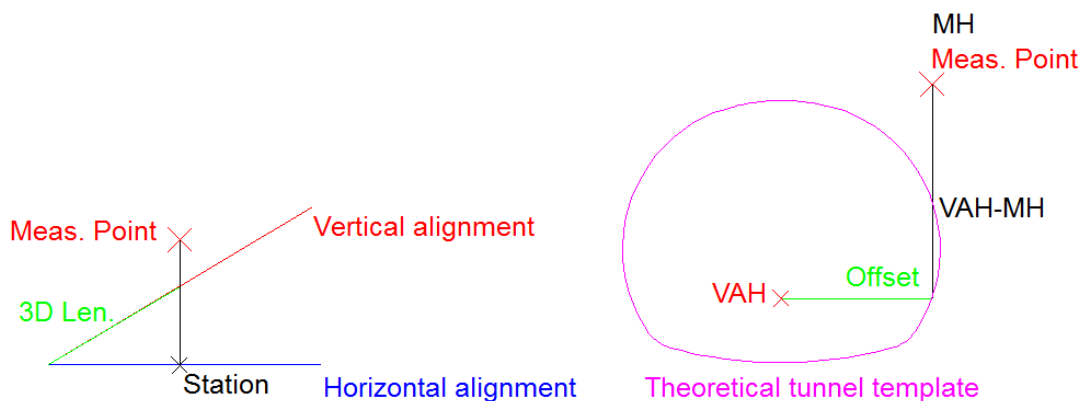 MH
Meas. Point
VAH-MH
Offset
VAH
Theoretical tunnel template
Meas. Point
Vertical alignment
3D Len.
Station
Horizontal alignment